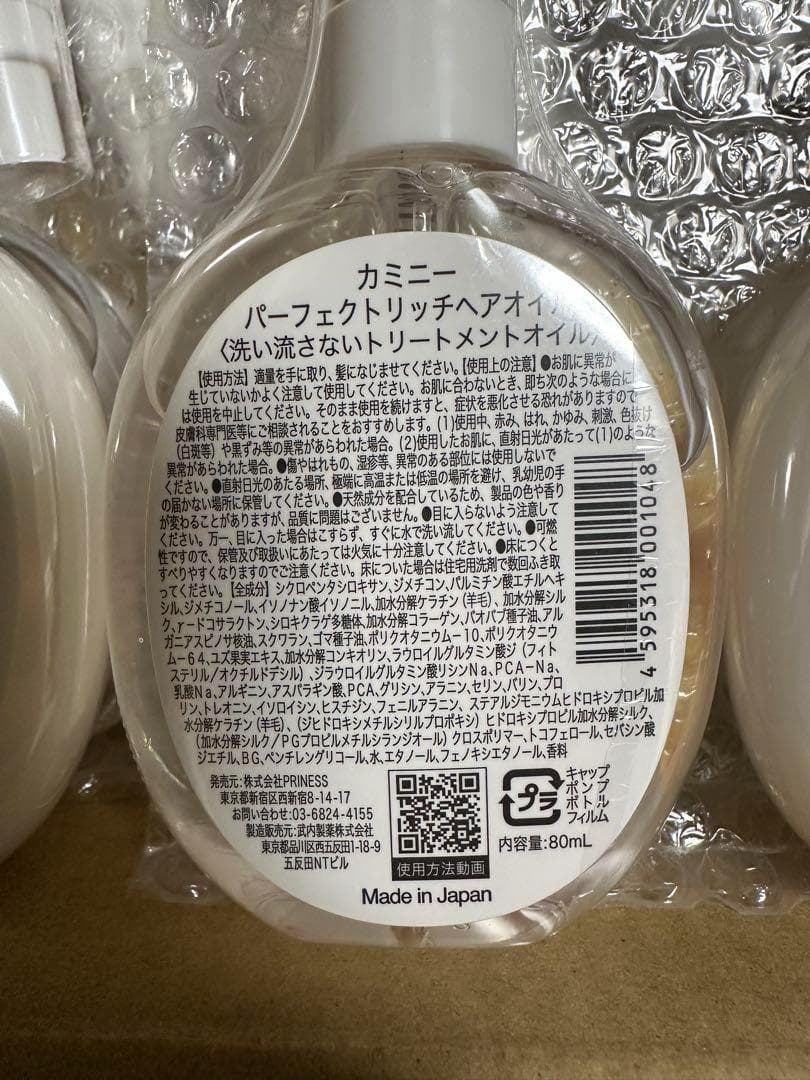 カミニー
パーフェクトリッチヘアオイル
〈洗い流さないトリートメントオイル〉
【使用方法】適量を手に取り、髪になじませてください。【使用上の注意】●お肌に異常が
生じていないかよく注意して使用してください。お肌に合わないとき、即ち次のような場合に
は使用を中止してください。そのまま使用を続けますと、症状を悪化させる恐れがありますので
皮膚科専門医等にご相談されることをおすすめします。(1)使用中、赤み、はれ、かゆみ、刺激、色抜け
(白斑等)や黒ずみ等の異常があらわれた場合。(2)使用したお肌に、直射日光があたって(1)のような
異常があらわれた場合。●傷やはれもの、湿疹等、異常のある部位には使用しないで
ください。●直射日光のあたる場所、極端に高温または低温の場所を避け、乳幼児の手
の届かない場所に保管してください。●天然成分を配合しているため、製品の色や香り
が変わることがありますが、品質に問題はございません。●目に入らないよう注意して
ください。万一、目に入った場合はこすらず、すぐに水で洗い流してください。●可燃
性ですので、保管及び取扱いにあたっては火気に十分注意してください。●床につくと
すべりやすくなりますのでご注意ください。床についた場合は住宅用洗剤で数回ふき取
ってください。【全成分】シクロペンタシロキサン、ジメチコン、パルミチン酸エチルヘキ
シル、ジメチコノール、イソノナン酸イソノニル、加水分解ケラチン(羊毛)、加水分解シル
ク、γ-ドコサラクトン、シロキクラゲ多糖体、加水分解コラーゲン、バオバブ種子油、アル
ガニアスピノサ核油、スクワラン、ゴマ種子油、ポリクオタニウム-10、ポリクオタニウ
ム-64、ユズ果実エキス、加水分解コンキオリン、ラウロイルグルタミン酸ジ(フィト
ステリル/オクチルドデシル)、ジラウロイルグルタミン酸リシンNa、PCA-Na、
乳酸Na、アルギニン、アスパラギン酸、PCA、グリシン、アラニン、セリン、バリン、プロ
リン、トレオニン、イソロイシン、ヒスチジン、フェニルアラニン、ステアルジモニウムヒドロキシプロピル加
水分解ケラチン(羊毛)、(ジヒドロキシメチルシリルプロポキシ)ヒドロキシプロピル加水分解シルク、
(加水分解シルク/PGプロピルメチルシランジオール)クロスポリマー、トコフェロール、セバシン酸
ジエチル、BG、ペンチレングリコール、水、エタノール、フェノキシエタノール、香料
4 595318 001048
発売元:株式会社PRINESS
東京都新宿区西新宿8-14-17
お問い合わせ:03-6824-4155
製造販売元:武内製薬株式会社
東京都品川区西五反田1-18-9
五反田NTビル
使用方法動画
プラ
キャップ
ポンプ
ボトル
フィルム
内容量:80mL
Made in Japan